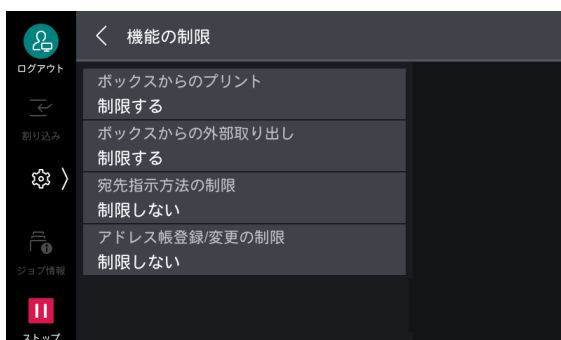 機能の制限
ログアウト
ボックスからのプリント
制限する
割り込み
ボックスからの外部取り出し
制限する
宛先指示方法の制限
制限しない
アドレス帳登録/変更の制限
制限しない
ジョブ情報
ストップ